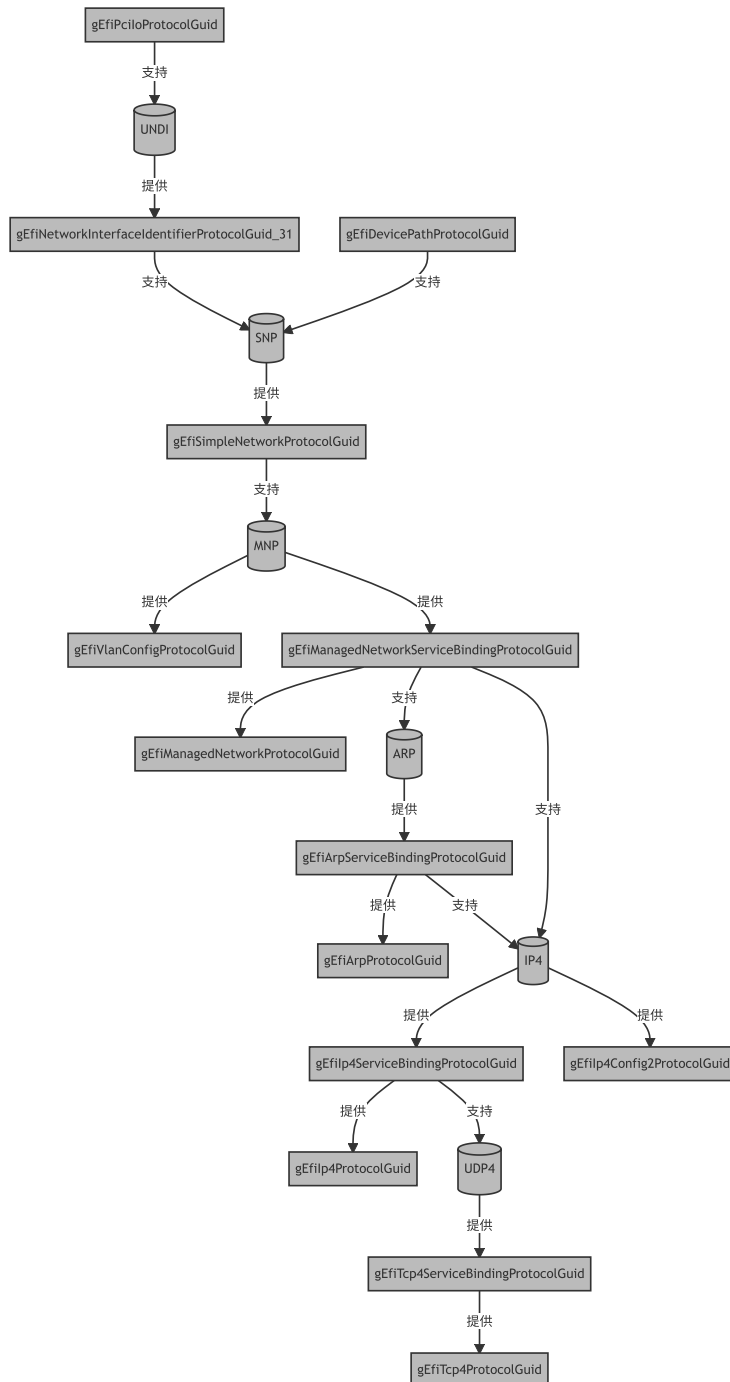 gEfiPciIoProtocolGuid
支持
UNDI
提供
gEfiNetworkInterfaceIdentifierProtocolGuid_31
gEfiDevicePathProtocolGuid
支持
支持
SNP
提供
gEfiSimpleNetworkProtocolGuid
支持
MNP
提供
提供
gEfiVlanConfigProtocolGuid
gEfiManagedNetworkServiceBindingProtocolGuid
提供
支持
gEfiManagedNetworkProtocolGuid
ARP
提供
支持
gEfiArpServiceBindingProtocolGuid
提供
支持
gEfiArpProtocolGuid
IP4
提供
提供
gEfiIp4ServiceBindingProtocolGuid
gEfiIp4Config2ProtocolGuid
提供
支持
gEfiIp4ProtocolGuid
UDP4
提供
gEfiTcp4ServiceBindingProtocolGuid
提供
gEfiTcp4ProtocolGuid